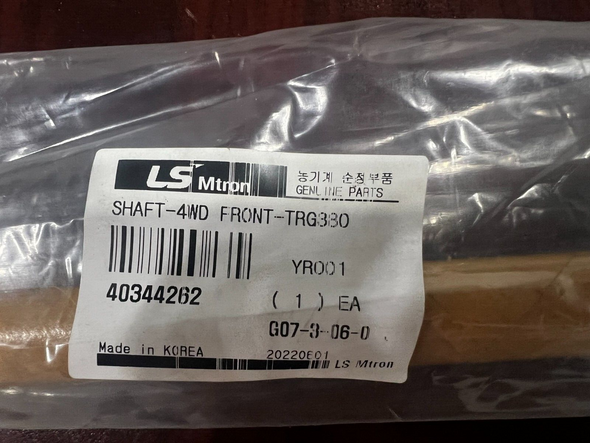 LS Mtron
농기계 순정부품
GENUINE PARTS
SHAFT-4WD FRONT-TRG380
YR001
40344262
( 1 ) EA
G07-3-06-0
Made in KOREA
20220601
LS Mtron